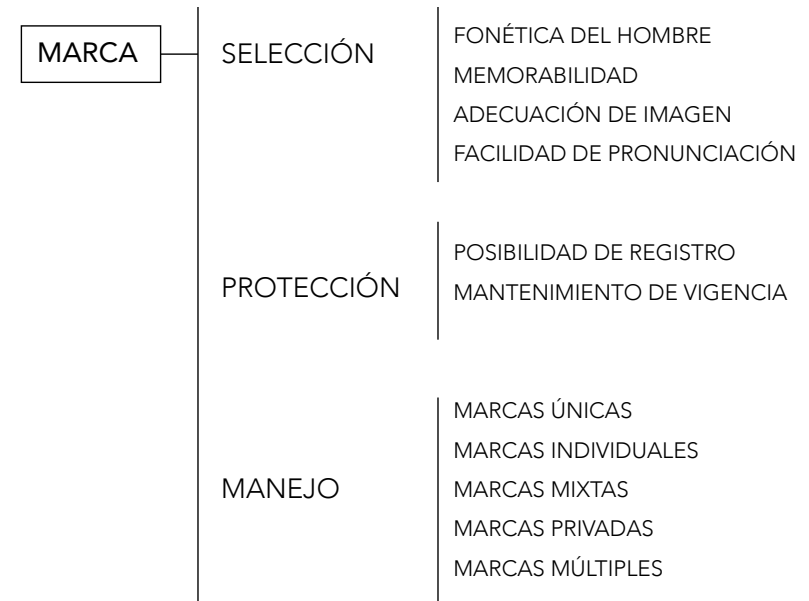 MARCA
SELECCIÓN
FONÉTICA DEL HOMBRE
MEMORABILIDAD
ADECUACIÓN DE IMAGEN
FACILIDAD DE PRONUNCIACIÓN
PROTECCIÓN
POSIBILIDAD DE REGISTRO
MANTENIMIENTO DE VIGENCIA
MANEJO
MARCAS ÚNICAS
MARCAS INDIVIDUALES
MARCAS MIXTAS
MARCAS PRIVADAS
MARCAS MÚLTIPLES